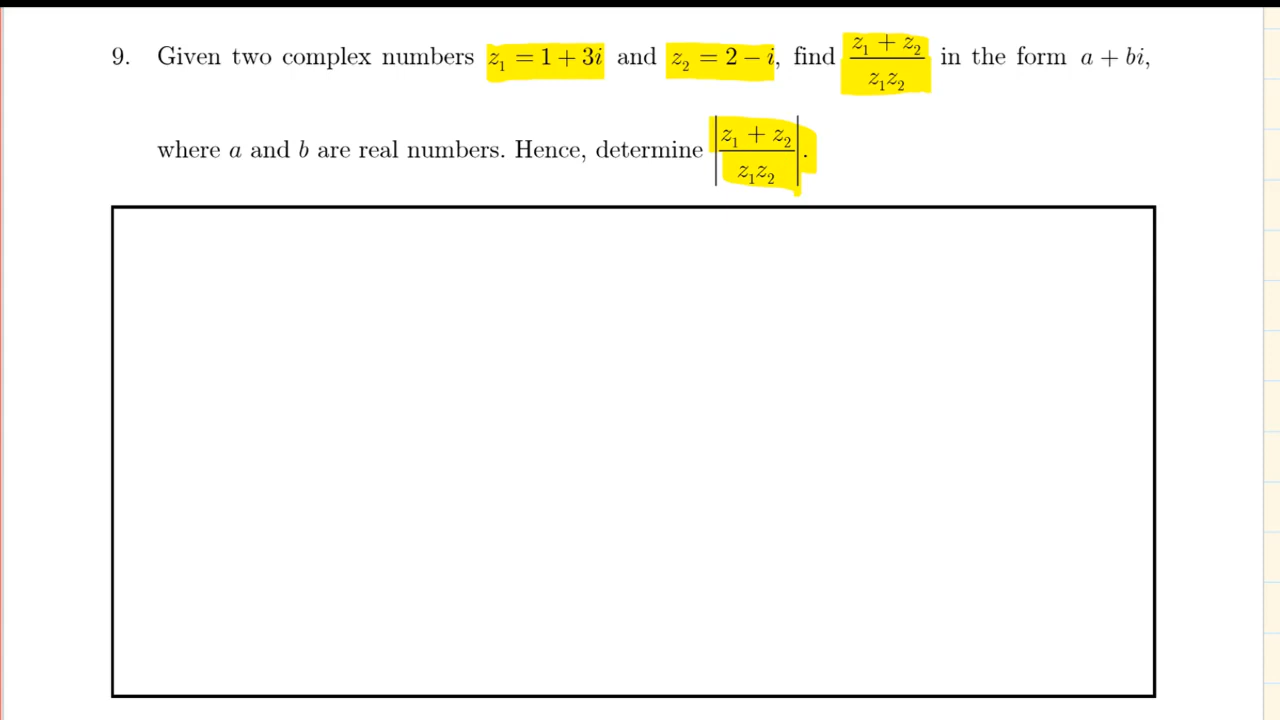 9. Given two complex numbers z₁ = 1 + 3i and z₂ = 2 − i, find (z₁ + z₂)/(z₁z₂) in the form a + bi,
where a and b are real numbers. Hence, determine |(z₁ + z₂)/(z₁z₂)|.